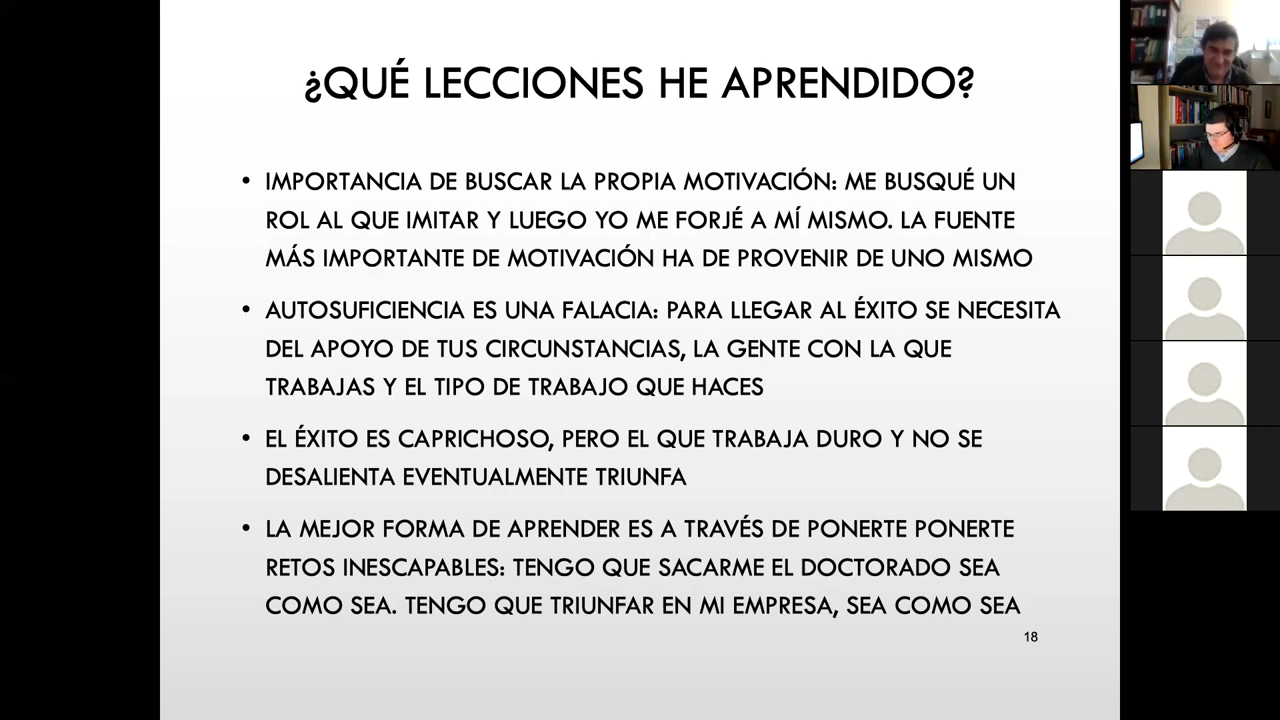 ¿QUÉ LECCIONES HE APRENDIDO?
• IMPORTANCIA DE BUSCAR LA PROPIA MOTIVACIÓN: ME BUSQUÉ UN
ROL AL QUE IMITAR Y LUEGO YO ME FORJÉ A MÍ MISMO. LA FUENTE
MÁS IMPORTANTE DE MOTIVACIÓN HA DE PROVENIR DE UNO MISMO
• AUTOSUFICIENCIA ES UNA FALACIA: PARA LLEGAR AL ÉXITO SE NECESITA
DEL APOYO DE TUS CIRCUNSTANCIAS, LA GENTE CON LA QUE
TRABAJAS Y EL TIPO DE TRABAJO QUE HACES
• EL ÉXITO ES CAPRICHOSO, PERO EL QUE TRABAJA DURO Y NO SE
DESALIENTA EVENTUALMENTE TRIUNFA
• LA MEJOR FORMA DE APRENDER ES A TRAVÉS DE PONERTE PONERTE
RETOS INESCAPABLES: TENGO QUE SACARME EL DOCTORADO SEA
COMO SEA. TENGO QUE TRIUNFAR EN MI EMPRESA, SEA COMO SEA
18